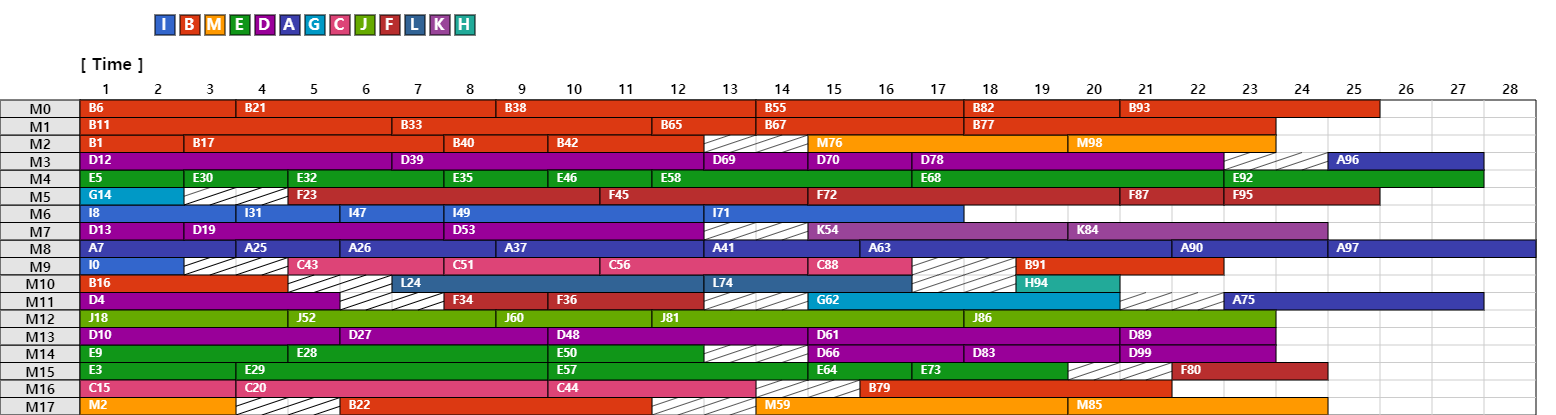 I B M E D A G C J F L K H
[ Time ]
1 2 3 4 5 6 7 8 9 10 11 12 13 14 15 16 17 18 19 20 21 22 23 24 25 26 27 28
M0 B6 B21 B38 B55 B82 B93
M1 B11 B33 B65 B67 B77
M2 B1 B17 B40 B42 M76 M98
M3 D12 D39 D69 D70 D78 A96
M4 E5 E30 E32 E35 E46 E58 E68 E92
M5 G14 F23 F45 F72 F87 F95
M6 I8 I31 I47 I49 I71
M7 D13 D19 D53 K54 K84
M8 A7 A25 A26 A37 A41 A63 A90 A97
M9 I0 C43 C51 C56 C88 B91
M10 B16 L24 L74 H94
M11 D4 F34 F36 G62 A75
M12 J18 J52 J60 J81 J86
M13 D10 D27 D48 D61 D89
M14 E9 E28 E50 D66 D83 D99
M15 E3 E29 E57 E64 E73 F80
M16 C15 C20 C44 B79
M17 M2 B22 M59 M85